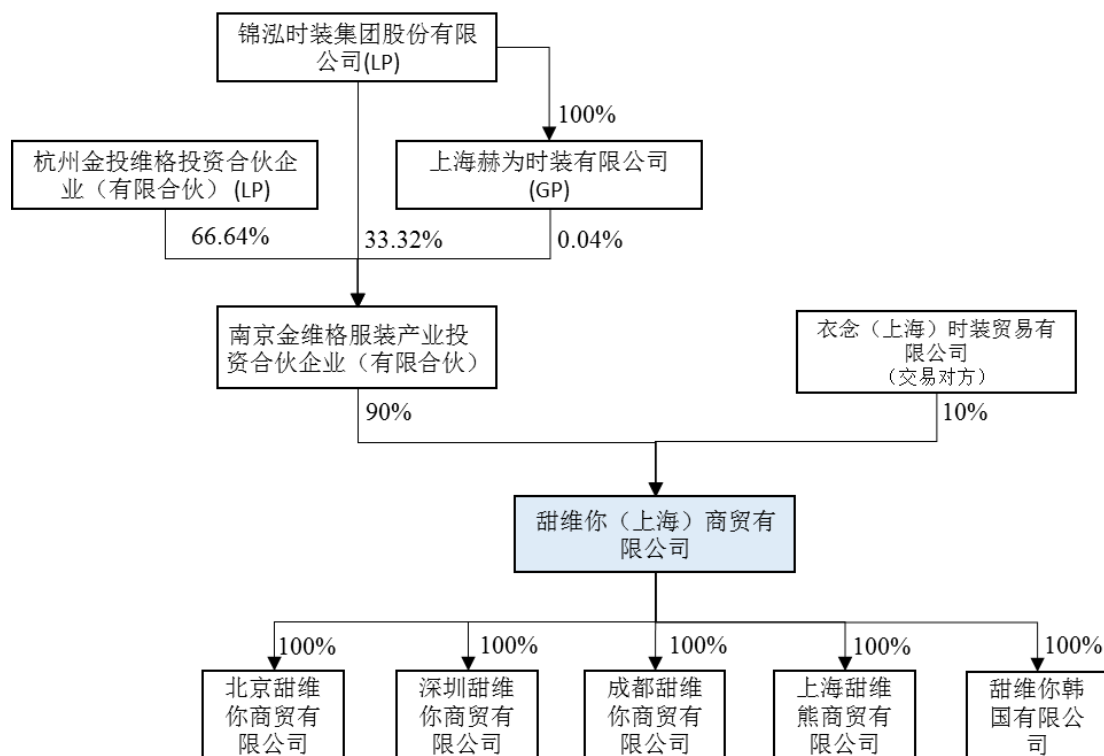 锦泓时装集团股份有限
公司(LP)
100%
杭州金投维格投资合伙企
业（有限合伙）(LP)
上海赫为时装有限公司
(GP)
66.64%
33.32%
0.04%
南京金维格服装产业投
资合伙企业（有限合伙）
衣念（上海）时装贸易有
限公司
（交易对方）
90%
10%
甜维你（上海）商贸有
限公司
100%
100%
100%
100%
100%
北京甜维
你商贸有
限公司
深圳甜维
你商贸有
限公司
成都甜维
你商贸有
限公司
上海甜维
熊商贸有
限公司
甜维你韩
国有限公
司